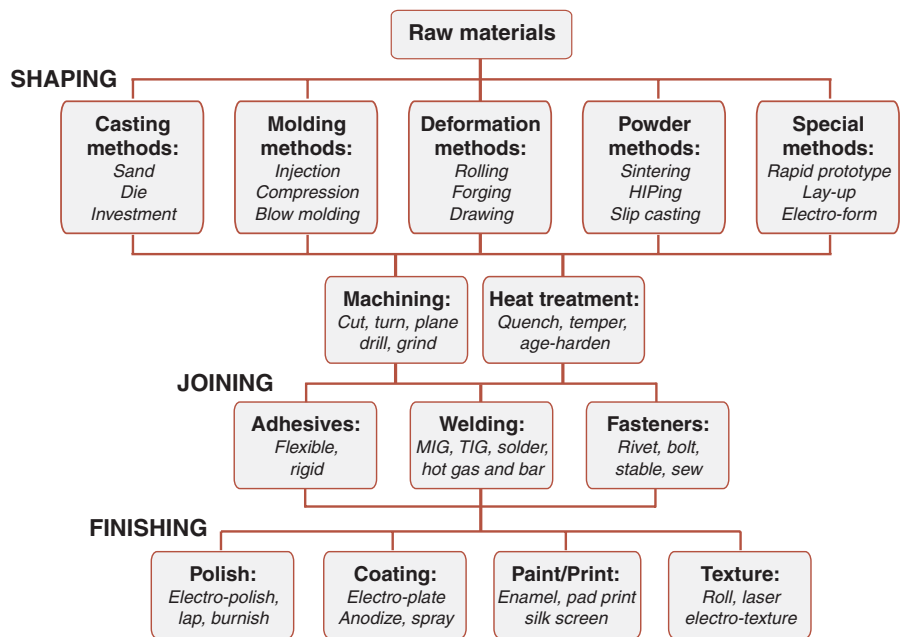 Raw materials
SHAPING
Casting
methods:
Sand
Die
Investment
Molding
methods:
Injection
Compression
Blow molding
Deformation
methods:
Rolling
Forging
Drawing
Powder
methods:
Sintering
HIPing
Slip casting
Special
methods:
Rapid prototype
Lay-up
Electro-form
Machining:
Cut, turn, plane
drill, grind
Heat treatment:
Quench, temper,
age-harden
JOINING
Adhesives:
Flexible,
rigid
Welding:
MIG, TIG, solder,
hot gas and bar
Fasteners:
Rivet, bolt,
stable, sew
FINISHING
Polish:
Electro-polish,
lap, burnish
Coating:
Electro-plate
Anodize, spray
Paint/Print:
Enamel, pad print
silk screen
Texture:
Roll, laser
electro-texture